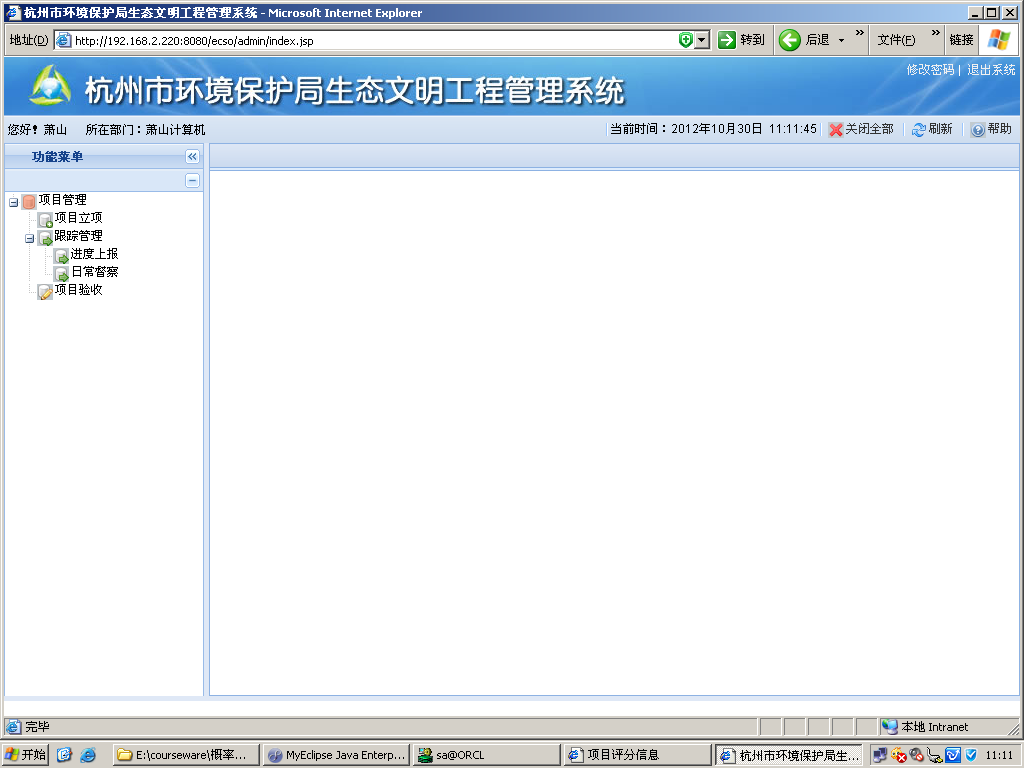 杭州市环境保护局生态文明工程管理系统 - Microsoft Internet Explorer
地址(D) http://192.168.2.220:8080/ecso/admin/index.jsp 转到 后退 » 文件(F) » 链接
修改密码 | 退出系统
杭州市环境保护局生态文明工程管理系统
您好! 萧山 所在部门：萧山计算机 当前时间：2012年10月30日 11:11:45 关闭全部 刷新 帮助
功能菜单
项目管理
项目立项
跟踪管理
进度上报
日常督察
项目验收
完毕 本地 Intranet
开始 E:\courseware\概率... MyEclipse Java Enterp... sa@ORCL 项目评分信息 杭州市环境保护局生... 11:11